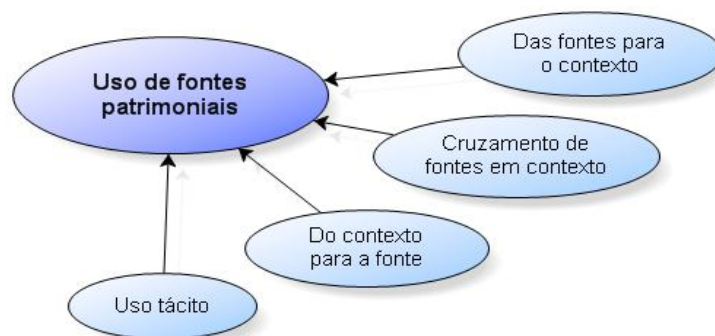 Uso de fontes
patrimoniais
Das fontes para
o contexto
Cruzamento de
fontes em contexto
Do contexto
para a fonte
Uso tácito